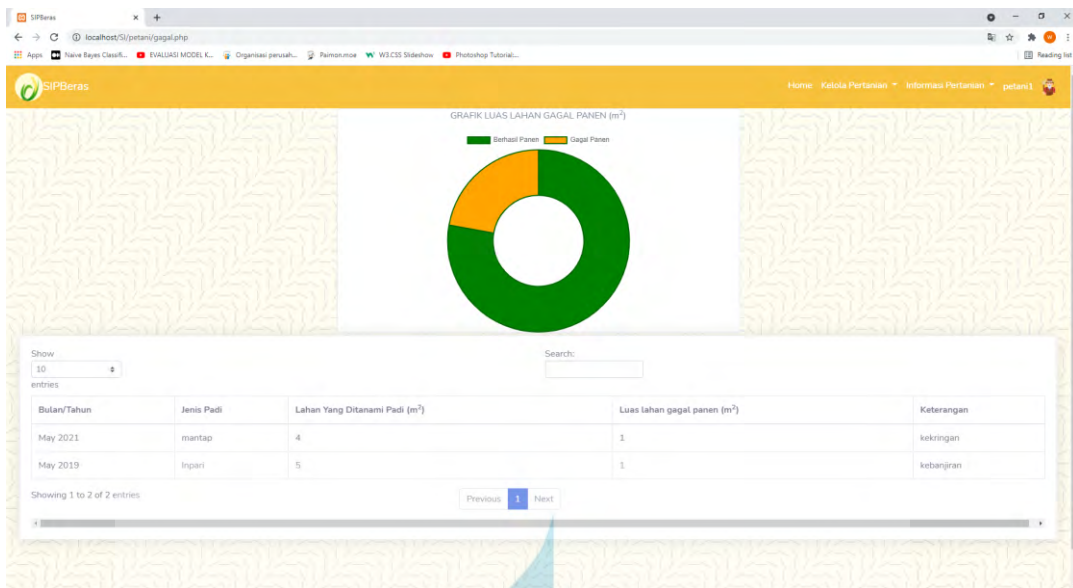 SIPBeras
localhost/SI/petani/gagal.php
Apps Naive Bayes Classifi... EVALUASI MODEL K... Organisasi perusah... Paimon.moe W3.CSS Slideshow Photoshop Tutorial:... Reading list
SIPBeras Home Kelola Pertanian Informasi Pertanian petani1
GRAFIK LUAS LAHAN GAGAL PANEN (m²)
Berhasil Panen Gagal Panen
Show Search:
10
entries
Bulan/Tahun Jenis Padi Lahan Yang Ditanami Padi (m²) Luas lahan gagal panen (m²) Keterangan
May 2021 mantap 4 1 kekringan
May 2019 Inpari 5 1 kebanjiran
Showing 1 to 2 of 2 entries Previous 1 Next